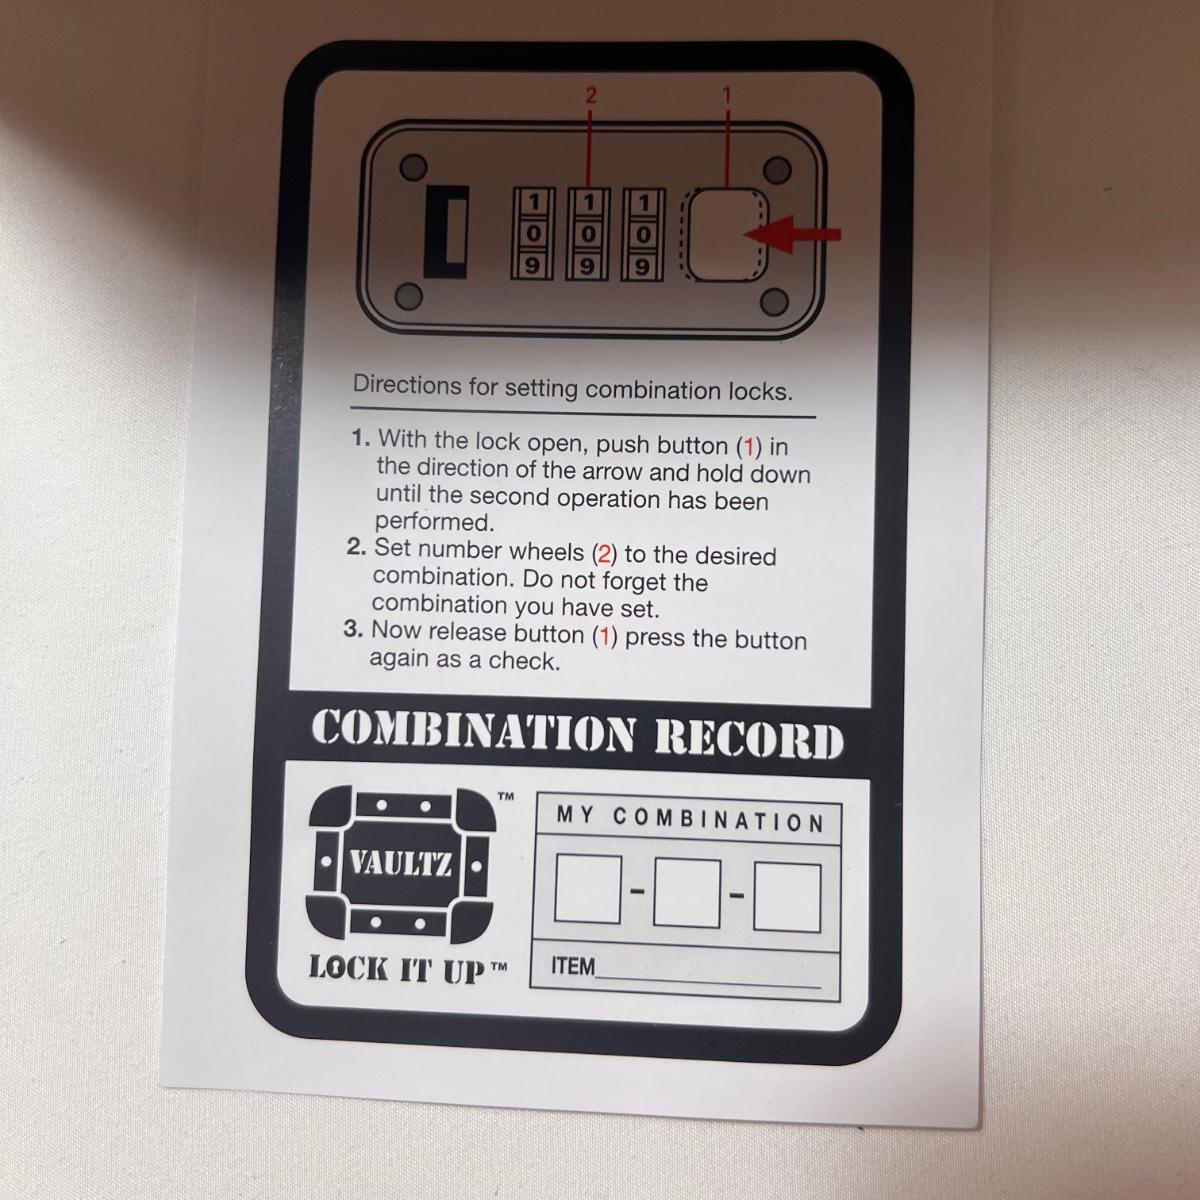 2 1
1 1 1
0 0 0
9 9 9
Directions for setting combination locks.
1. With the lock open, push button (1) in
the direction of the arrow and hold down
until the second operation has been
performed.
2. Set number wheels (2) to the desired
combination. Do not forget the
combination you have set.
3. Now release button (1) press the button
again as a check.
COMBINATION RECORD
VAULTZ
TM
LOCK IT UP™
MY COMBINATION
- -
ITEM